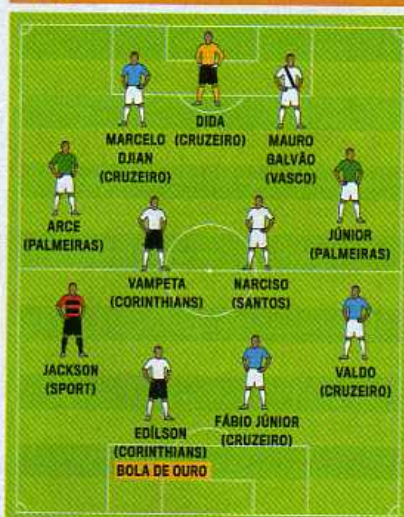 DIDA
(CRUZEIRO)
MARCELO
DJIAN
(CRUZEIRO)
MAURO
GALVÃO
(VASCO)
ARCE
(PALMEIRAS)
JÚNIOR
(PALMEIRAS)
VAMPETA
(CORINTHIANS)
NARCISO
(SANTOS)
JACKSON
(SPORT)
VALDO
(CRUZEIRO)
EDÍLSON
(CORINTHIANS)
BOLA DE OURO
FÁBIO JÚNIOR
(CRUZEIRO)